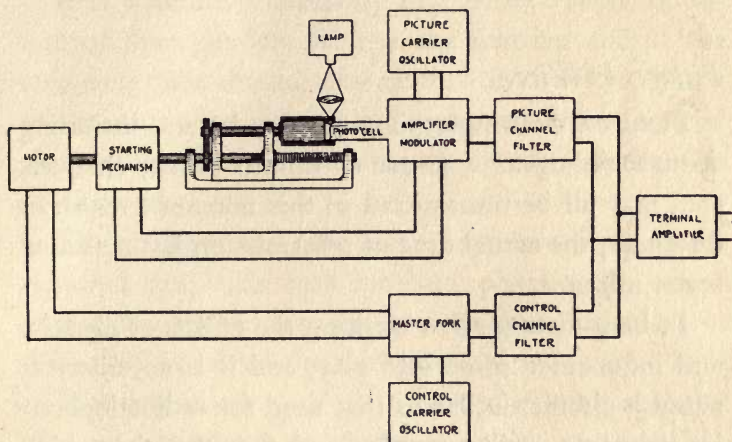 PICTURE
CARRIER
OSCILLATOR
LAMP
PHOTO CELL
AMPLIFIER
MODULATOR
PICTURE
CHANNEL
FILTER
MOTOR
STARTING
MECHANISM
TERMINAL
AMPLIFIER
MASTER FORK
CONTROL
CHANNEL
FILTER
CONTROL
CARRIER
OSCILLATOR